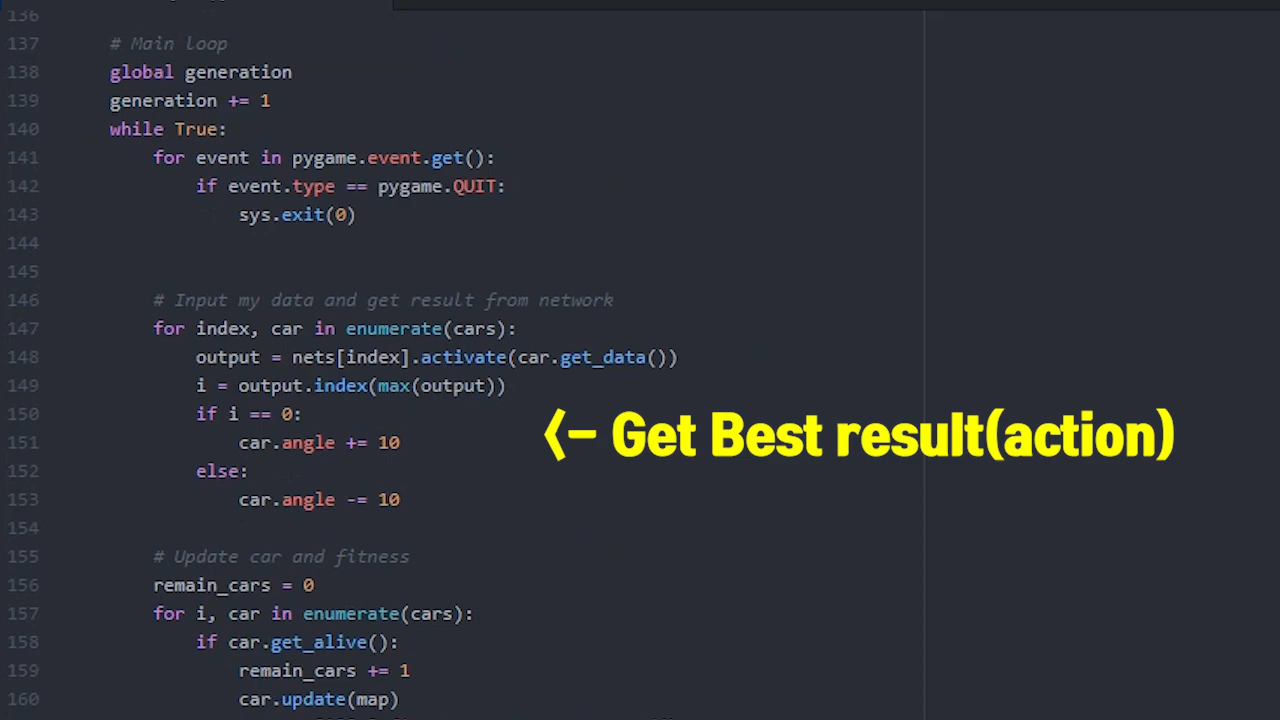 136
137 # Main loop
138 global generation
139 generation += 1
140 while True:
141 for event in pygame.event.get():
142 if event.type == pygame.QUIT:
143 sys.exit(0)
144
145
146 # Input my data and get result from network
147 for index, car in enumerate(cars):
148 output = nets[index].activate(car.get_data())
149 i = output.index(max(output))
150 if i == 0:
<- Get Best result(action)
151 car.angle += 10
152 else:
153 car.angle -= 10
154
155 # Update car and fitness
156 remain_cars = 0
157 for i, car in enumerate(cars):
158 if car.get_alive():
159 remain_cars += 1
160 car.update(map)